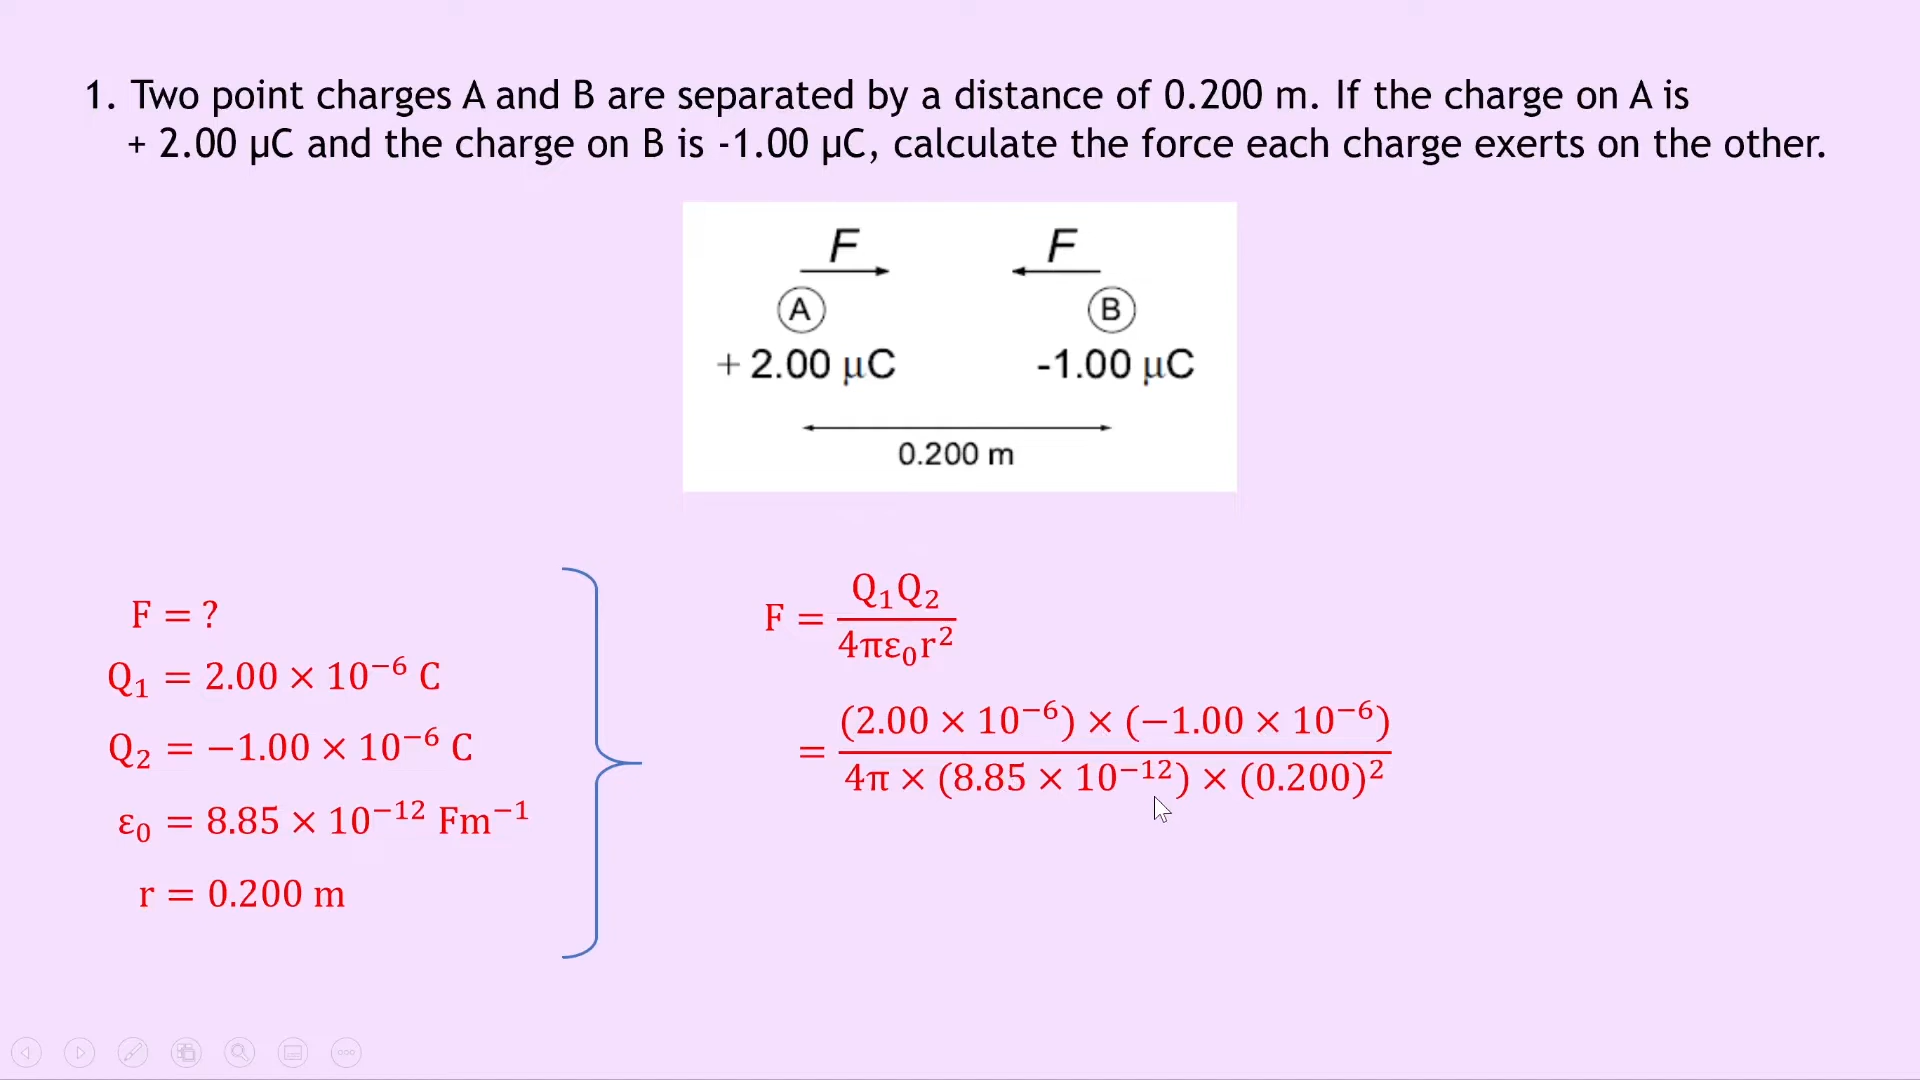 1. Two point charges A and B are separated by a distance of 0.200 m. If the charge on A is
+ 2.00 µC and the charge on B is -1.00 µC, calculate the force each charge exerts on the other.
F F
A B
+ 2.00 µC -1.00 µC
0.200 m
F = ?
Q₁ = 2.00 × 10⁻⁶ C
Q₂ = −1.00 × 10⁻⁶ C
ε₀ = 8.85 × 10⁻¹² Fm⁻¹
r = 0.200 m
F = Q₁Q₂ / 4πε₀r²
= (2.00 × 10⁻⁶) × (−1.00 × 10⁻⁶) / 4π × (8.85 × 10⁻¹²) × (0.200)²